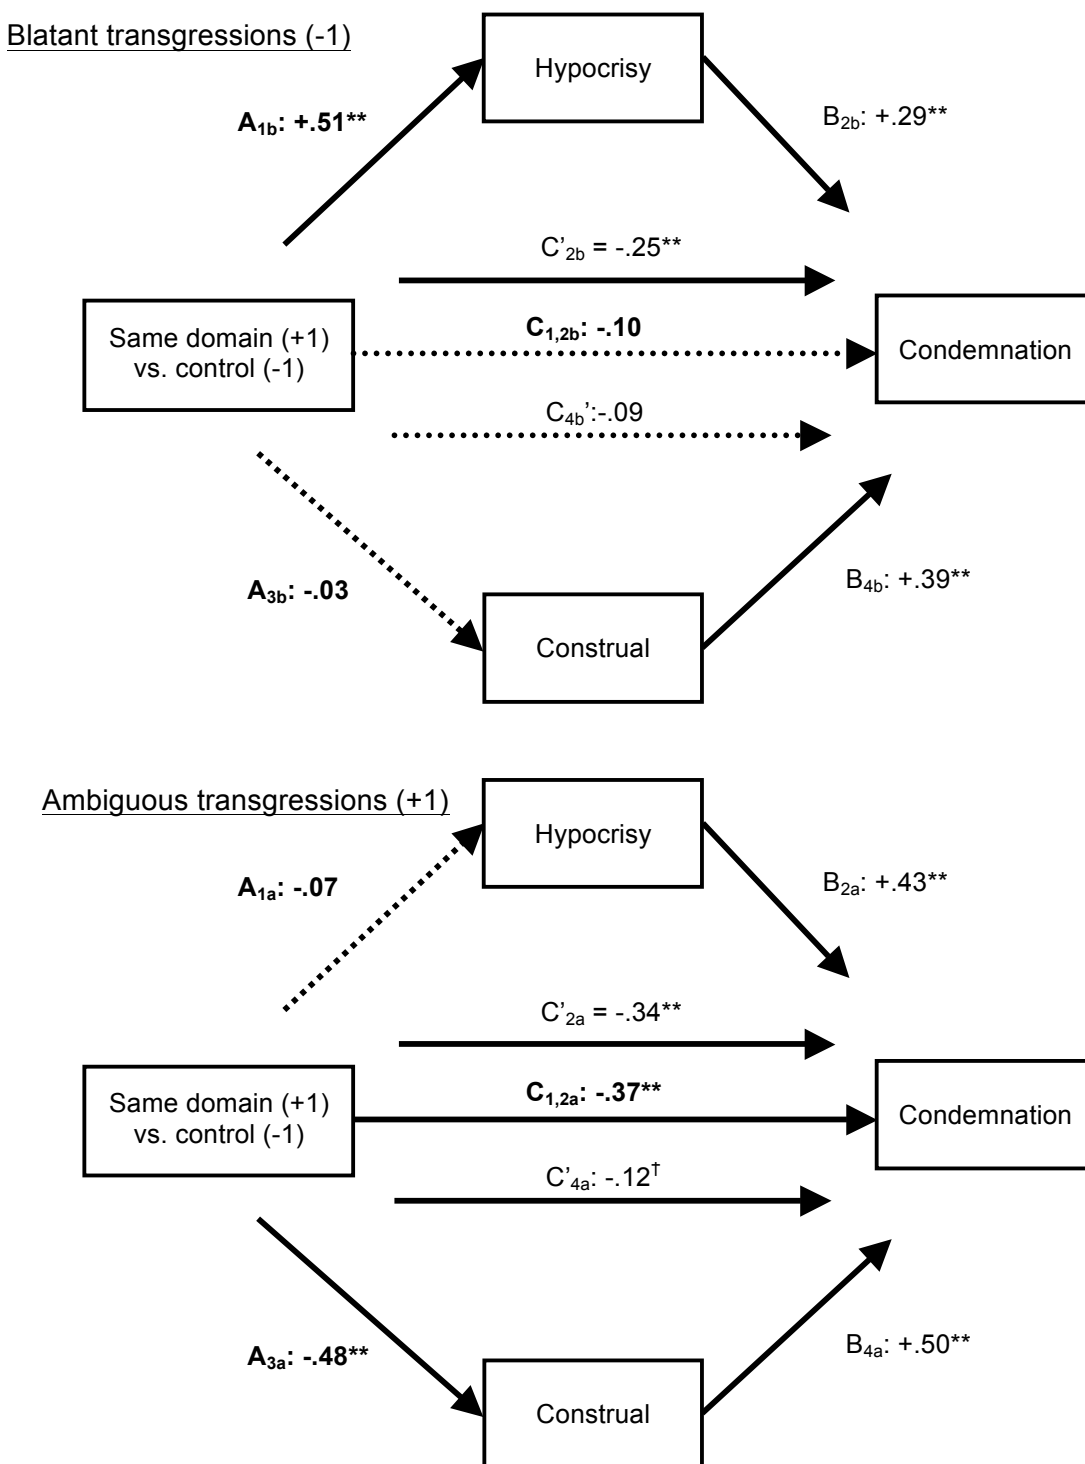 Blatant transgressions (-1)
Hypocrisy
A1b: +.51**
B2b: +.29**
C’2b = -.25**
Same domain (+1)
vs. control (-1)
C1,2b: -.10
Condemnation
C4b’:-.09
A3b: -.03
B4b: +.39**
Construal
Ambiguous transgressions (+1)
Hypocrisy
A1a: -.07
B2a: +.43**
C’2a = -.34**
Same domain (+1)
vs. control (-1)
C1,2a: -.37**
Condemnation
C’4a: -.12†
A3a: -.48**
B4a: +.50**
Construal